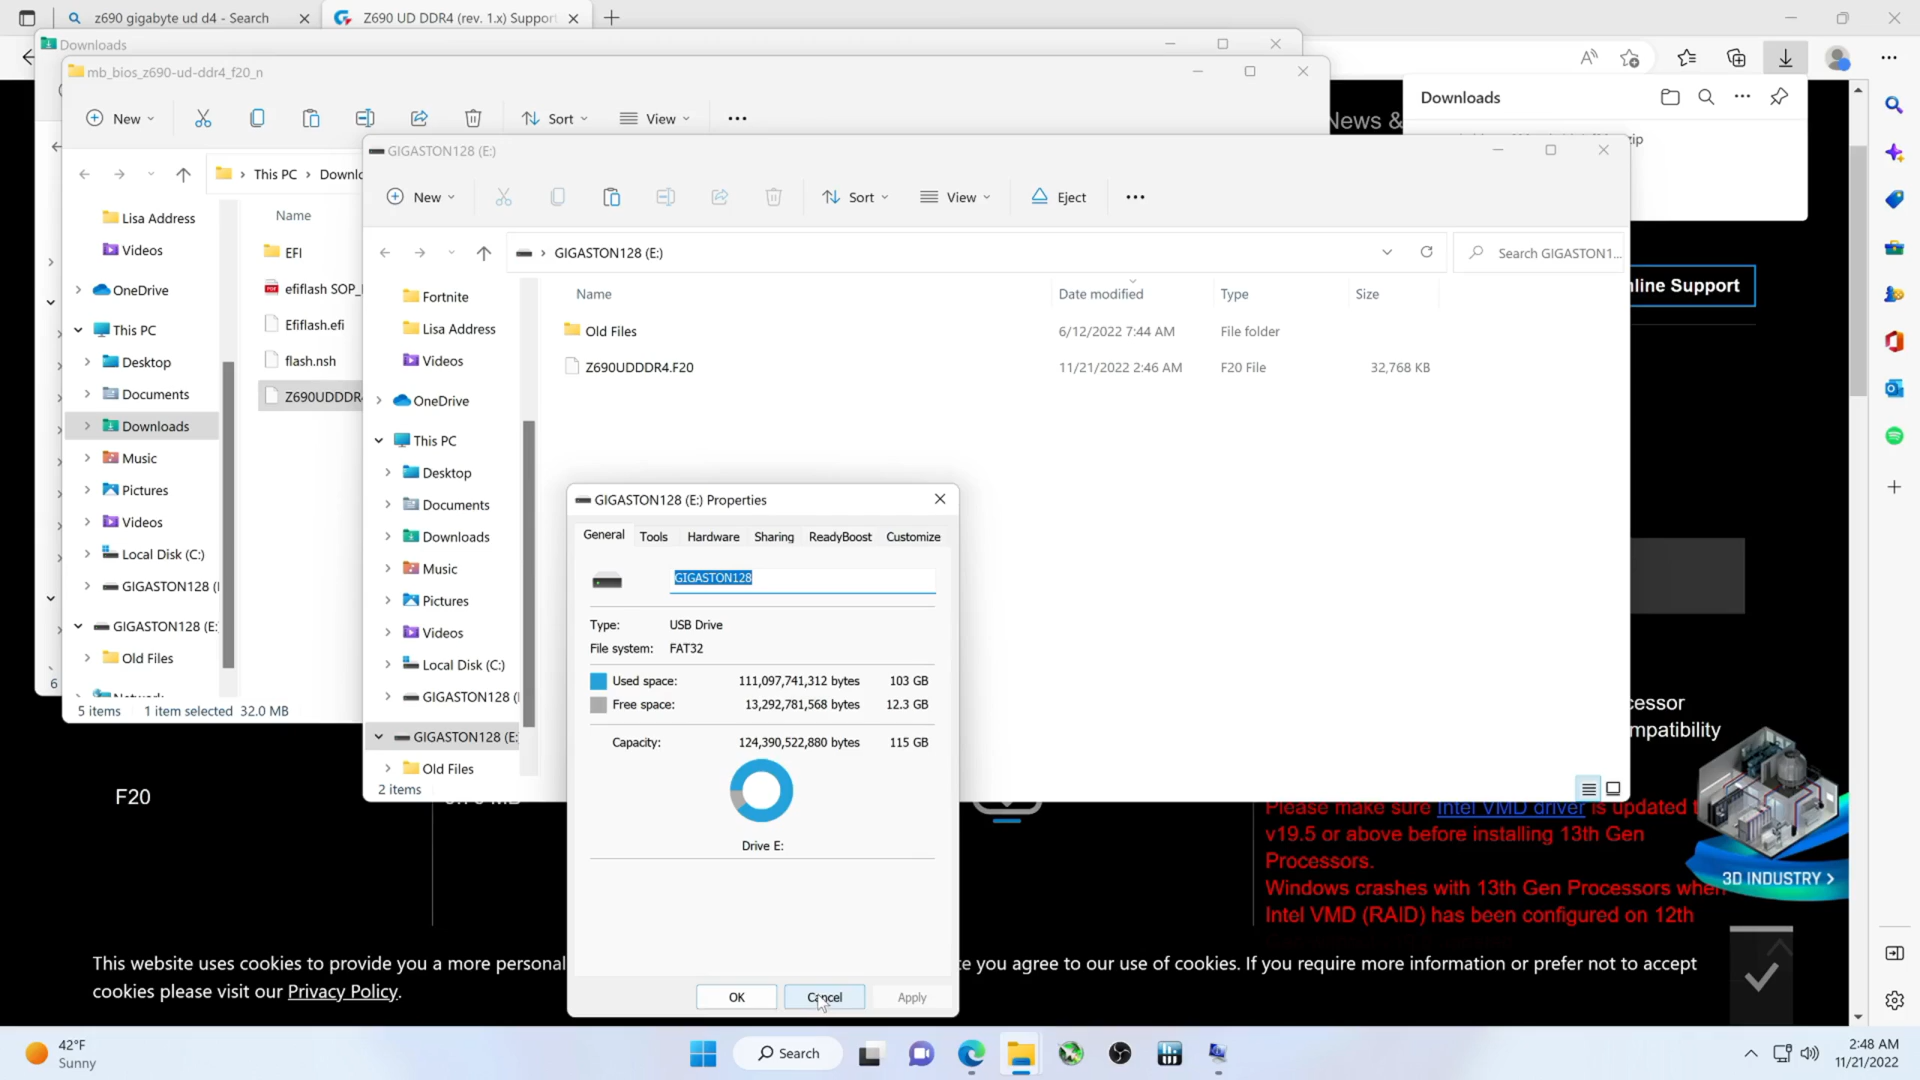 z690 gigabyte ud d4 - Search
Z690 UD DDR4 (rev. 1.x) Suppor
Downloads
mb_bios_z690-ud-ddr4_f20_n
New
Sort
View
This PC
Downlo
Lisa Address
Videos
OneDrive
This PC
Desktop
Documents
Downloads
Music
Pictures
Videos
Local Disk (C:)
GIGASTON128 (
GIGASTON128 (E:
Old Files
Name
EFI
efiflash SOP_
Efiflash.efi
flash.nsh
Z690UDDDR
5 items
1 item selected 32.0 MB
6
GIGASTON128 (E:)
New
Sort
View
Eject
GIGASTON128 (E:)
Search GIGASTON1...
Name
Date modified
Type
Size
Old Files
6/12/2022 7:44 AM
File folder
Z690UDDDR4.F20
11/21/2022 2:46 AM
F20 File
32,768 KB
Fortnite
Lisa Address
Videos
OneDrive
This PC
Desktop
Documents
Downloads
Music
Pictures
Videos
Local Disk (C:)
GIGASTON128 (
GIGASTON128 (E:
Old Files
2 items
GIGASTON128 (E:) Properties
General
Tools
Hardware
Sharing
ReadyBoost
Customize
GIGASTON128
Type: USB Drive
File system: FAT32
Used space: 111,097,741,312 bytes 103 GB
Free space: 13,292,781,568 bytes 12.3 GB
Capacity: 124,390,522,880 bytes 115 GB
Drive E:
OK
Cancel
Apply
Downloads
zip
News &
nline Support
cessor
mpatibility
F20
Please make sure Intel VMD driver is updated t
v19.5 or above before installing 13th Gen
Processors.
Windows crashes with 13th Gen Processors when
Intel VMD (RAID) has been configured on 12th
3D INDUSTRY >
This website uses cookies to provide you a more personal
e you agree to our use of cookies. If you require more information or prefer not to accept
cookies please visit our Privacy Policy.
42°F
Sunny
Search
2:48 AM
11/21/2022